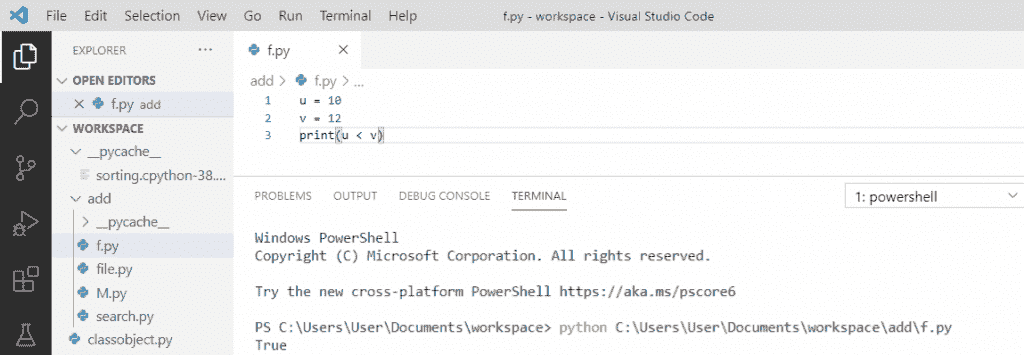 File Edit Selection View Go Run Terminal Help f.py - workspace - Visual Studio Code
EXPLORER ...
OPEN EDITORS
f.py add
WORKSPACE
__pycache__
sorting.cpython-38....
add
__pycache__
f.py
file.py
M.py
search.py
classobject.py
f.py
add > f.py > ...
1 u = 10
2 v = 12
3 print(u < v)
PROBLEMS OUTPUT DEBUG CONSOLE TERMINAL 1: powershell
Windows PowerShell
Copyright (C) Microsoft Corporation. All rights reserved.
Try the new cross-platform PowerShell https://aka.ms/pscore6
PS C:\Users\User\Documents\workspace> python C:\Users\User\Documents\workspace\add\f.py
True